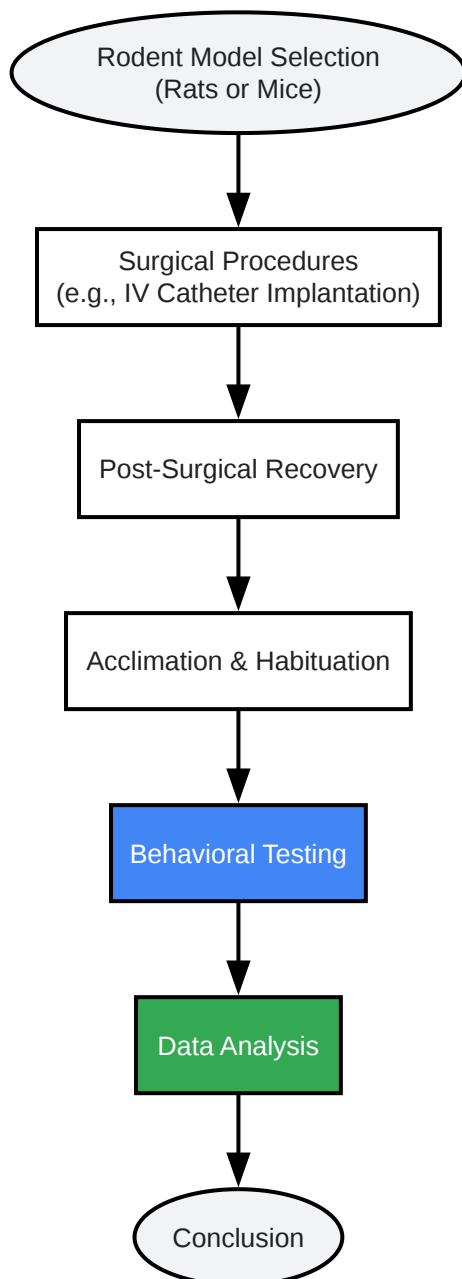 Rodent Model Selection
(Rats or Mice)
Surgical Procedures
(e.g., IV Catheter Implantation)
Post-Surgical Recovery
Acclimation & Habituation
Behavioral Testing
Data Analysis
Conclusion